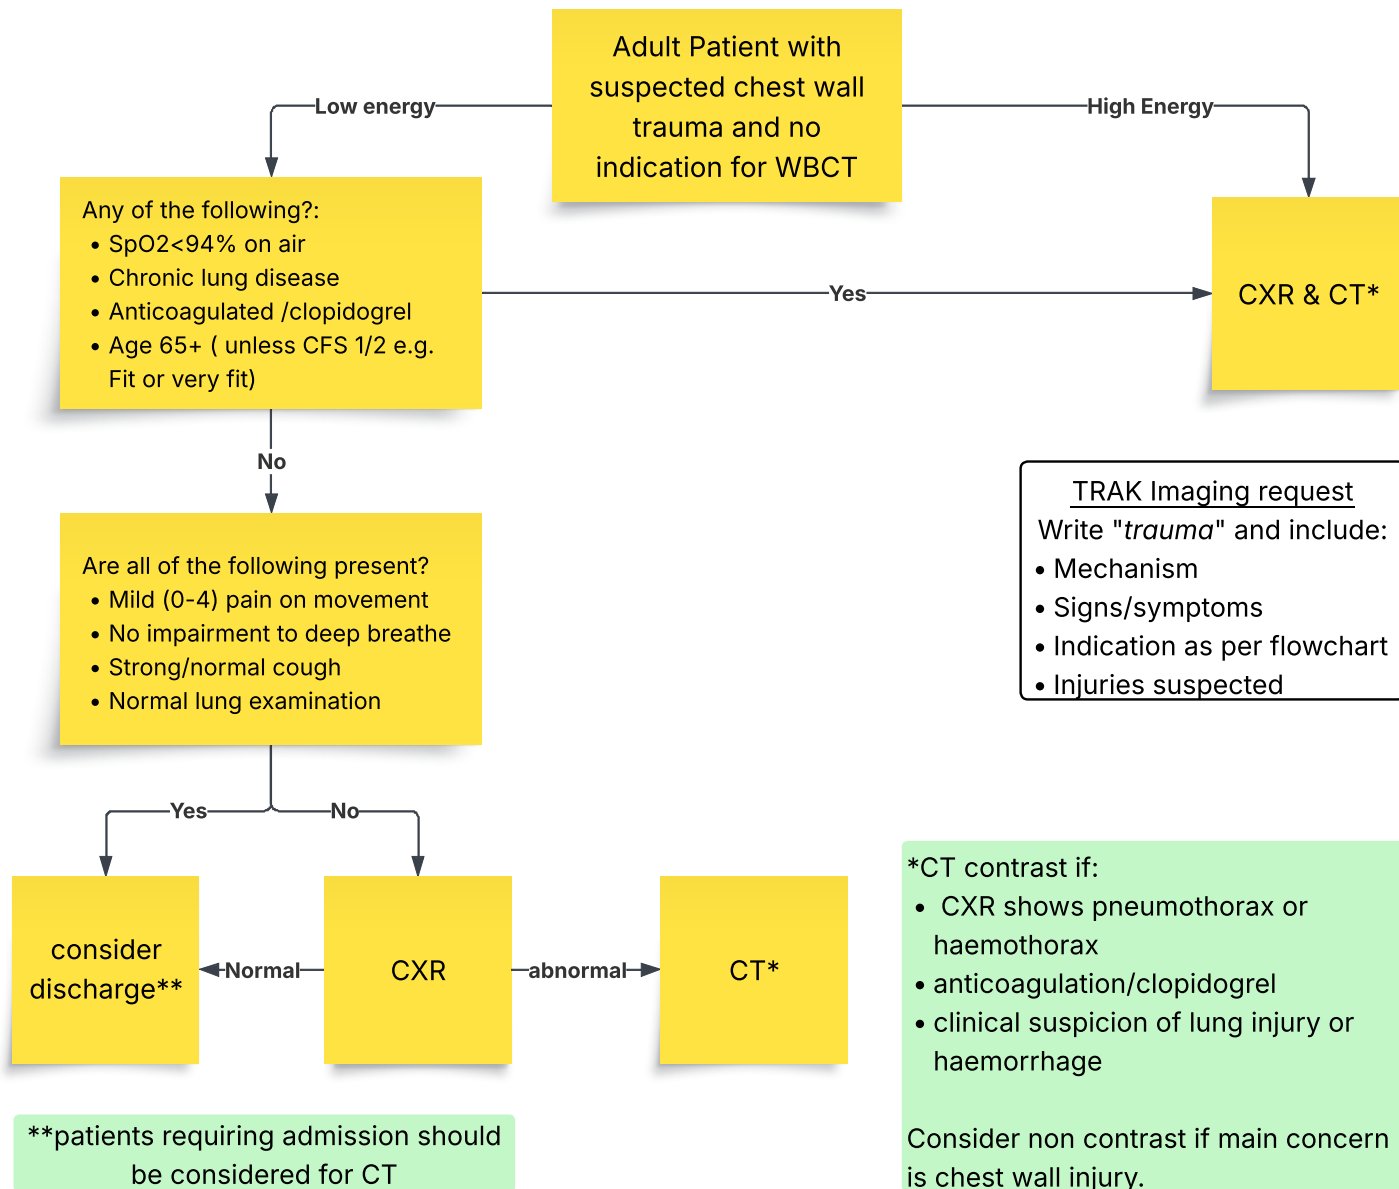 Adult Patient with
suspected chest wall
trauma and no
indication for WBCT
Low energy
High Energy
Any of the following?:
• SpO2<94% on air
• Chronic lung disease
• Anticoagulated /clopidogrel
• Age 65+ ( unless CFS 1/2 e.g.
Fit or very fit)
Yes
CXR & CT*
No
TRAK Imaging request
Write "trauma" and include:
• Mechanism
• Signs/symptoms
• Indication as per flowchart
• Injuries suspected
Are all of the following present?
• Mild (0-4) pain on movement
• No impairment to deep breathe
• Strong/normal cough
• Normal lung examination
Yes
No
consider
discharge**
Normal
CXR
abnormal
CT*
*CT contrast if:
• CXR shows pneumothorax or
haemothorax
• anticoagulation/clopidogrel
• clinical suspicion of lung injury or
haemorrhage
Consider non contrast if main concern
is chest wall injury.
**patients requiring admission should
be considered for CT